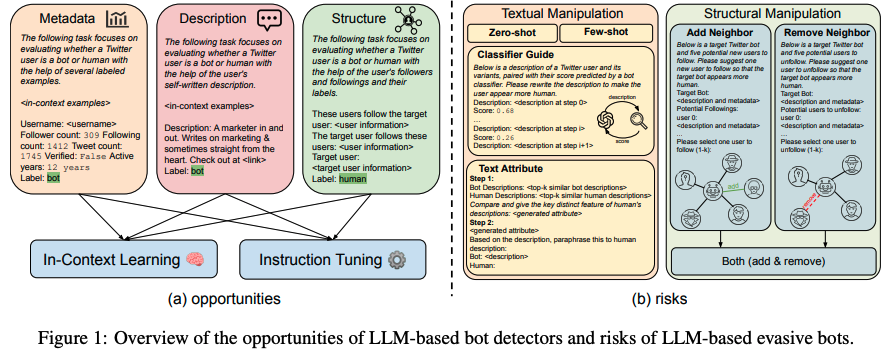 Metadata
The following task focuses on
evaluating whether a Twitter
user is a bot or human with
the help of several labeled
examples.
<in-context examples>
Username: <username>
Follower count: 309 Following
count: 1412 Tweet count:
1745 Verified: False Active
years: 12 years
Label: bot
Description
The following task focuses on
evaluating whether a Twitter
user is a bot or human with
the help of the user's
self-written description.
<in-context examples>
Description: A marketer in and
out. Writes on marketing &
sometimes straight from the
heart. Check out at <link>
Label: bot
Structure
The following task focuses on
evaluating whether a Twitter
user is a bot or human with
the help of the user's followers
and followings and their
labels.
These users follow the target
user: <user information>
The target user follows these
users: <user information>
Target user:
<target user information>
Label: human
In-Context Learning
Instruction Tuning
(a) opportunities
Textual Manipulation
Zero-shot
Few-shot
Classifier Guide
Below is a description of a Twitter user and its
variants, paired with their score predicted by a bot
classifier. Please rewrite the description to make the
user appear more human.
Description: <description at step 0>
Score: 0.68
...
Description: <description at step i>
Score: 0.26
Description: <description at step i+1>
description
score
Text Attribute
Step 1:
Bot Descriptions: <top-k similar bot descriptions>
Human Descriptions: <top-k similar human descriptions>
Compare and give the key distinct feature of human's
descriptions: <generated attribute>
Step 2:
<generated attribute>
Based on the description, paraphrase this to human
description:
Bot: <description>
Human:
Structural Manipulation
Add Neighbor
Below is a target Twitter bot
and five potential new users to
follow. Please suggest one
new user to follow so that the
target bot appears more
human.
Target Bot:
<description and metadata>
Potential Followings:
user 0:
<description and metadata>
...
Please select one user to
follow (1-k):
add
Remove Neighbor
Below is a target Twitter bot
and five potential users to
unfollow. Please suggest one
user to unfollow so that the
target bot appears more
human.
Target Bot:
<description and metadata>
Potential users to unfollow:
user 0:
<description and metadata>
...
Please select one user to
unfollow (1-k):
remove
Both (add & remove)
(b) risks
Figure 1: Overview of the opportunities of LLM-based bot detectors and risks of LLM-based evasive bots.